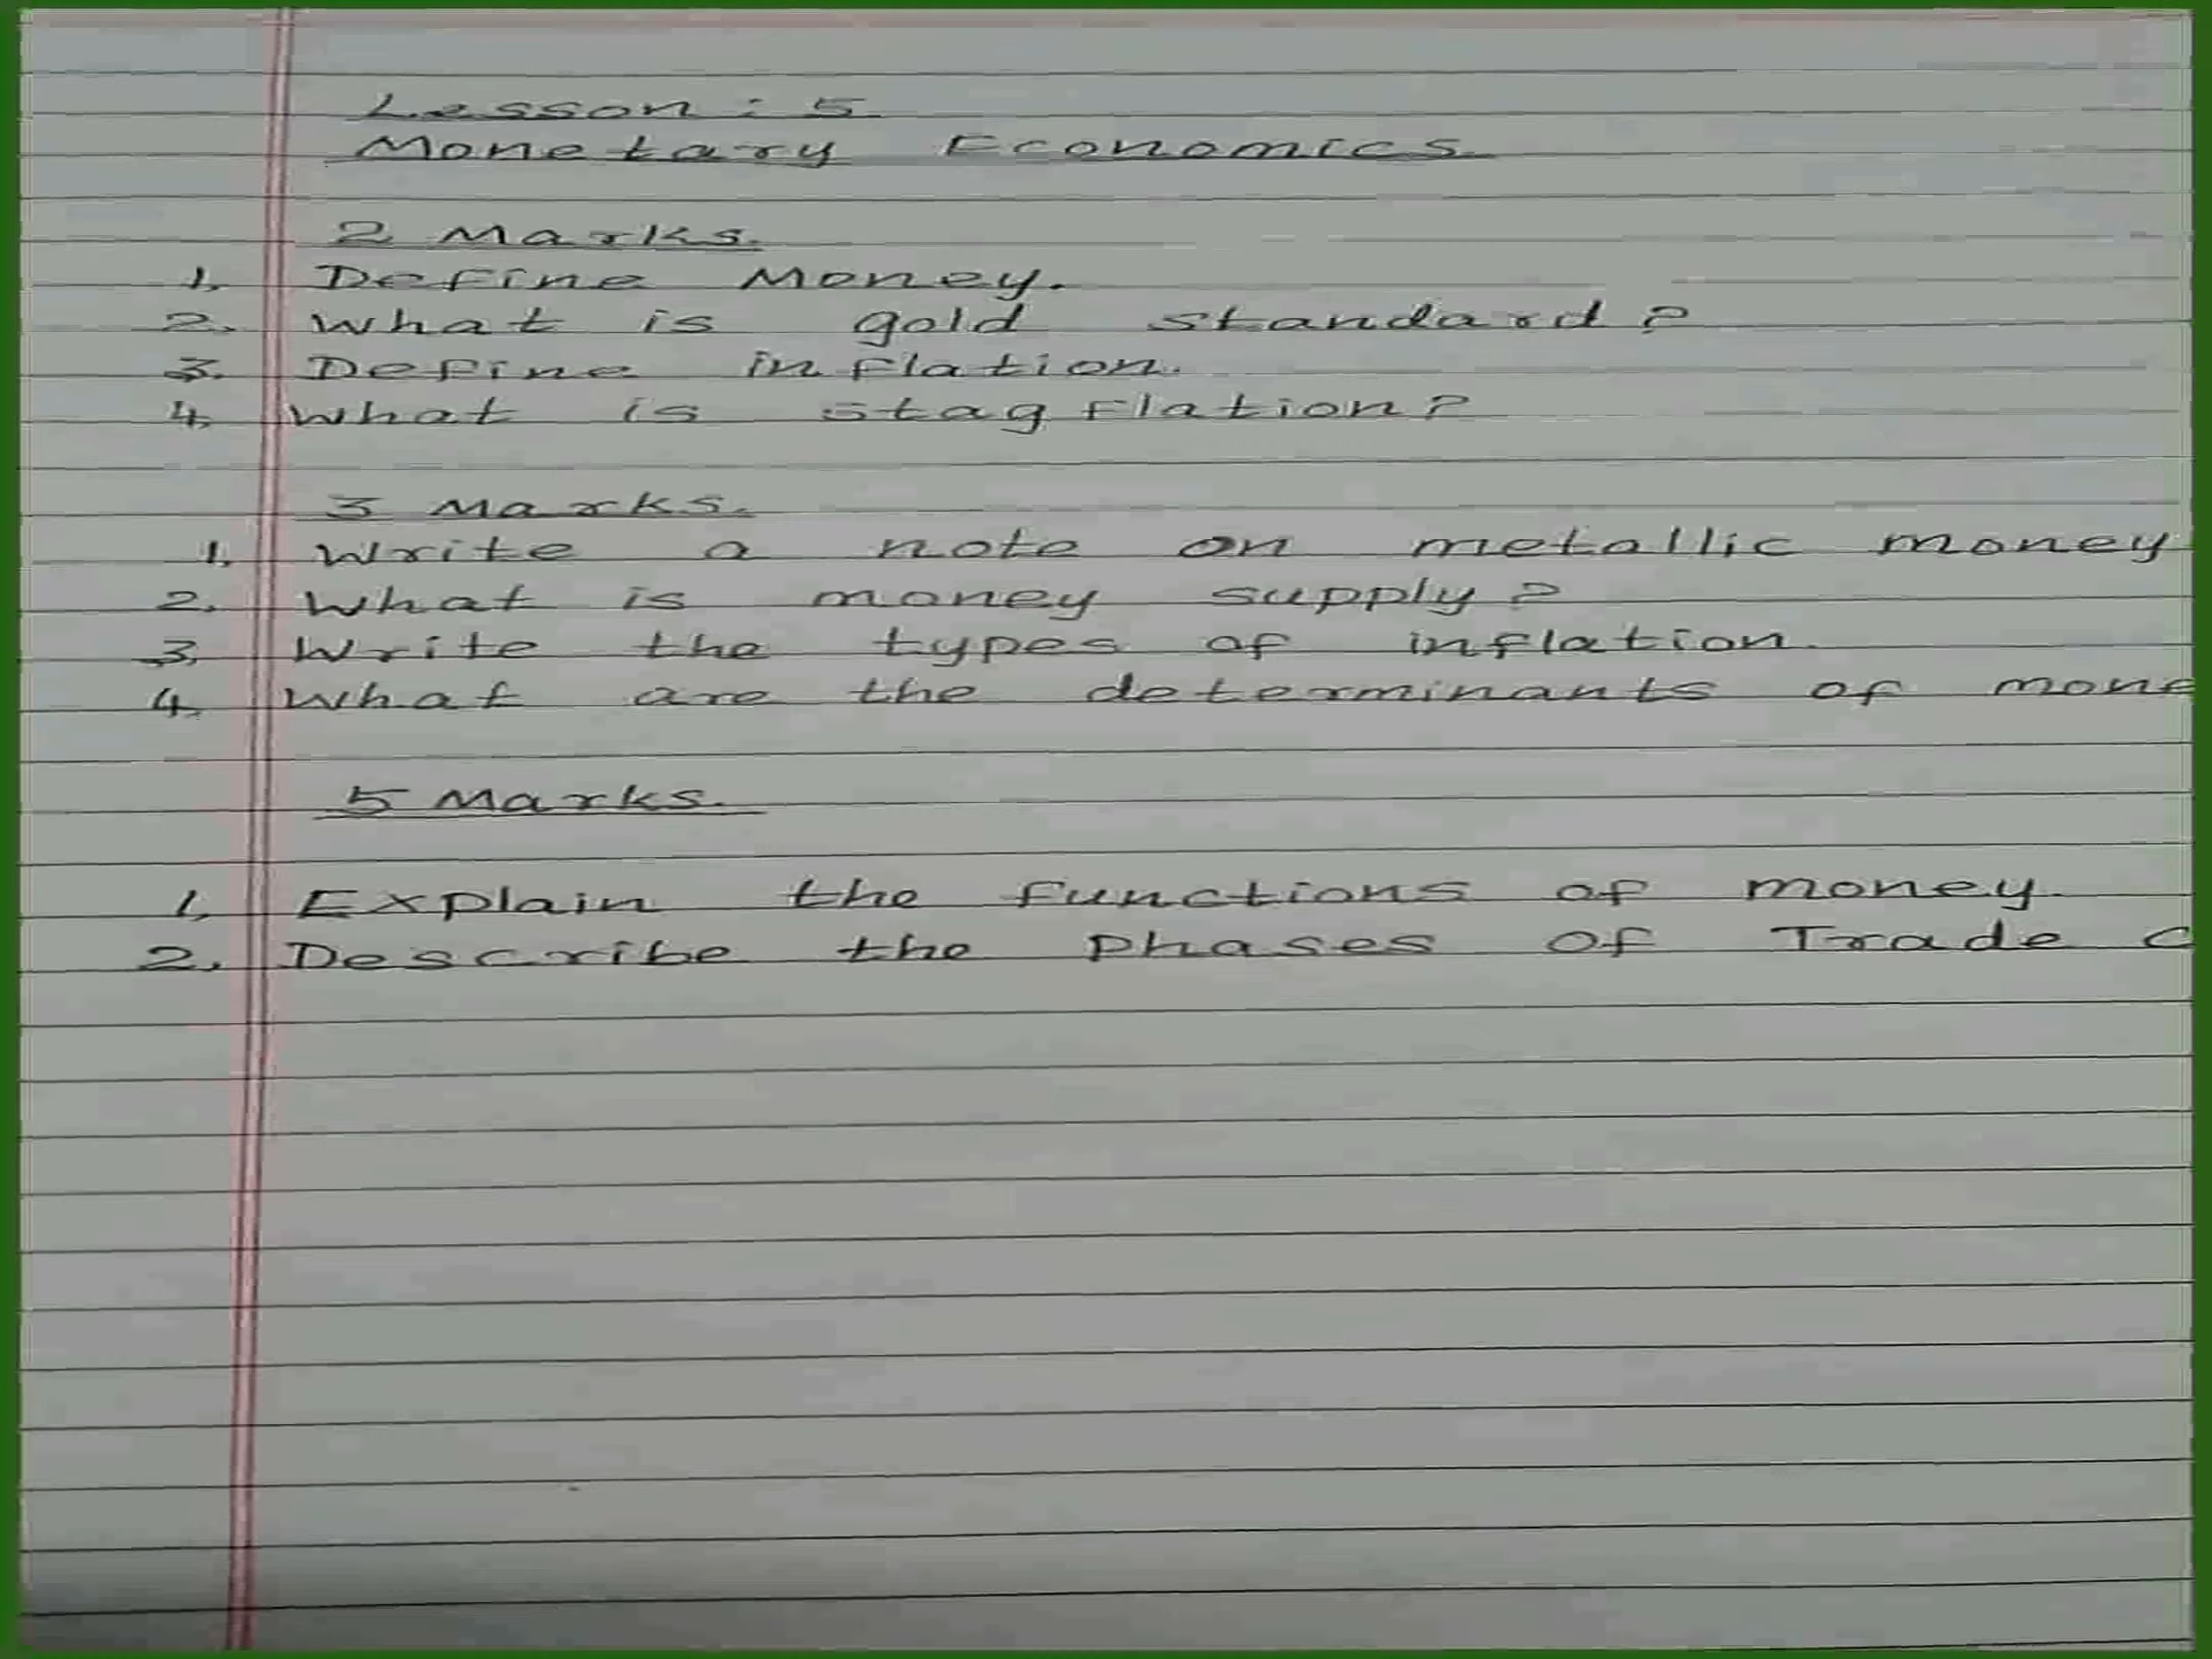 Lesson : 5
Monetary Economics
2 Marks.
1. Define Money.
2. What is gold standard?
3. Define inflation.
4. What is stagflation?
3 Marks.
1. Write a note on metallic money
2. What is money supply?
3. Write the types of inflation.
4. What are the determinants of mone
5 Marks.
1. Explain the functions of money.
2. Describe the Phases of Trade C